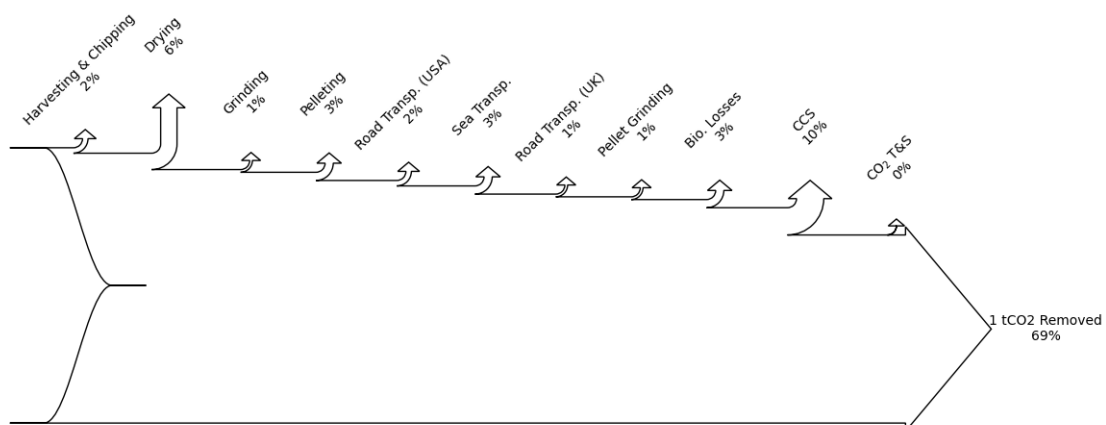 Harvesting & Chipping
2%
Drying
6%
Grinding
1%
Pelleting
3%
Road Transp. (USA)
2%
Sea Transp.
3%
Road Transp. (UK)
1%
Pellet Grinding
1%
Bio. Losses
3%
CCS
10%
CO₂ T&S
0%
1 tCO2 Removed
69%